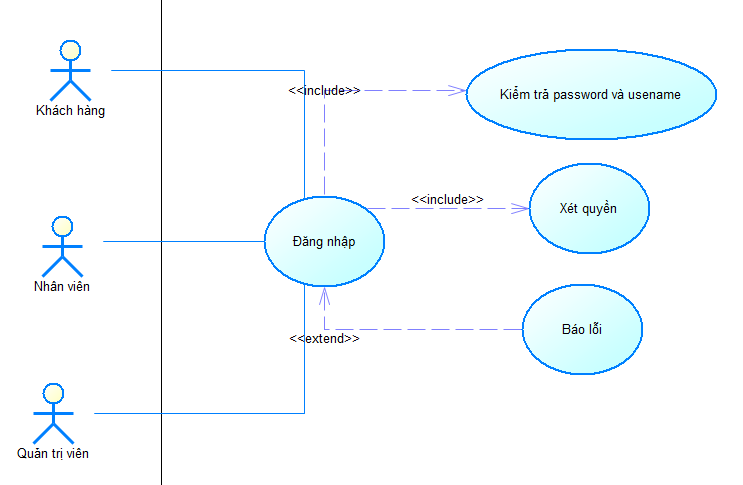 Khách hàng
<<include>>
Kiểm trả password và usename
<<include>>
Xét quyền
Đăng nhập
Nhân viên
Báo lỗi
<<extend>>
Quản trị viên